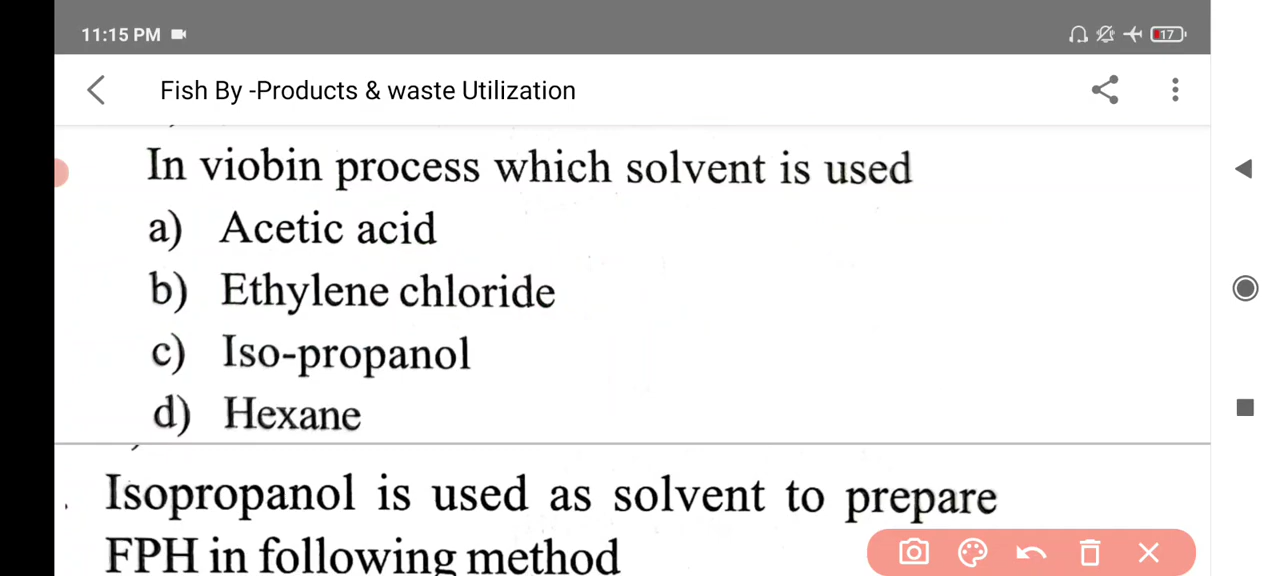 11:15 PM
17
Fish By -Products & waste Utilization
In viobin process which solvent is used
a) Acetic acid
b) Ethylene chloride
c) Iso-propanol
d) Hexane
Isopropanol is used as solvent to prepare
FPH in following method